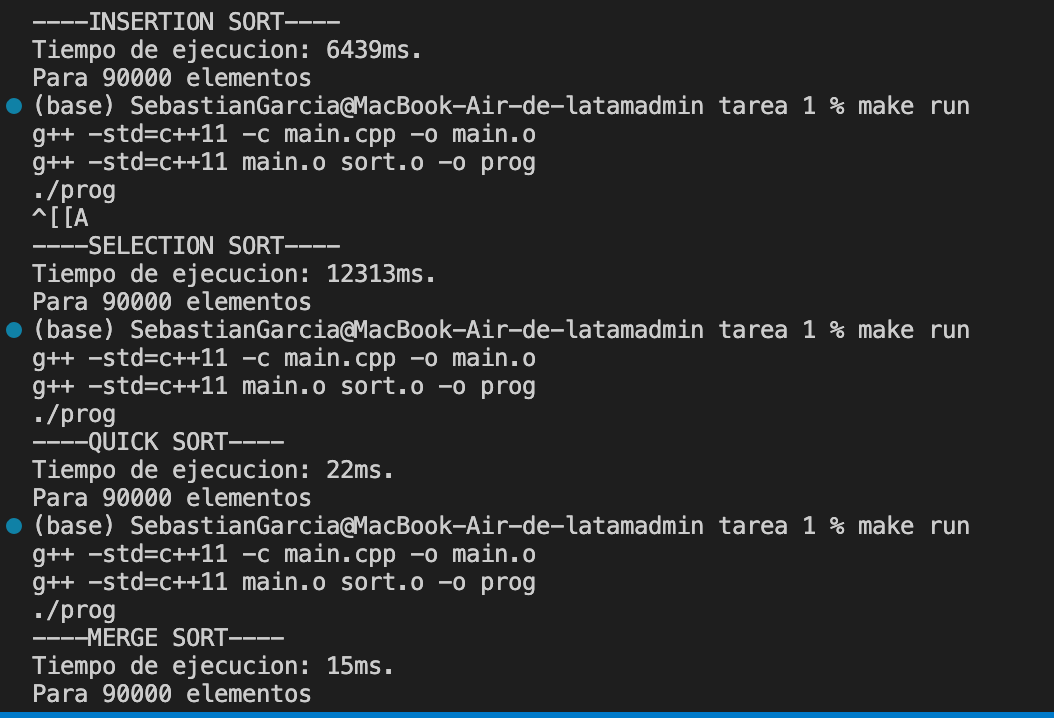 ----INSERTION SORT----
Tiempo de ejecucion: 6439ms.
Para 90000 elementos
(base) SebastianGarcia@MacBook-Air-de-latamadmin tarea 1 % make run
g++ -std=c++11 -c main.cpp -o main.o
g++ -std=c++11 main.o sort.o -o prog
./prog
^[[A
----SELECTION SORT----
Tiempo de ejecucion: 12313ms.
Para 90000 elementos
(base) SebastianGarcia@MacBook-Air-de-latamadmin tarea 1 % make run
g++ -std=c++11 -c main.cpp -o main.o
g++ -std=c++11 main.o sort.o -o prog
./prog
----QUICK SORT----
Tiempo de ejecucion: 22ms.
Para 90000 elementos
(base) SebastianGarcia@MacBook-Air-de-latamadmin tarea 1 % make run
g++ -std=c++11 -c main.cpp -o main.o
g++ -std=c++11 main.o sort.o -o prog
./prog
----MERGE SORT----
Tiempo de ejecucion: 15ms.
Para 90000 elementos